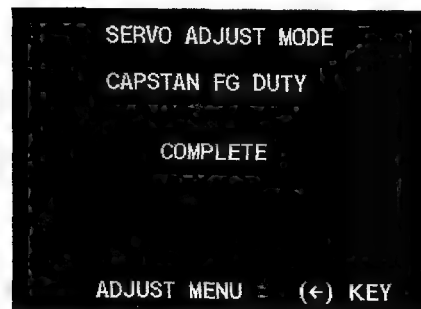 SERVO ADJUST MODE
CAPSTAN FG DUTY
COMPLETE
ADJUST MENU : (←) KEY